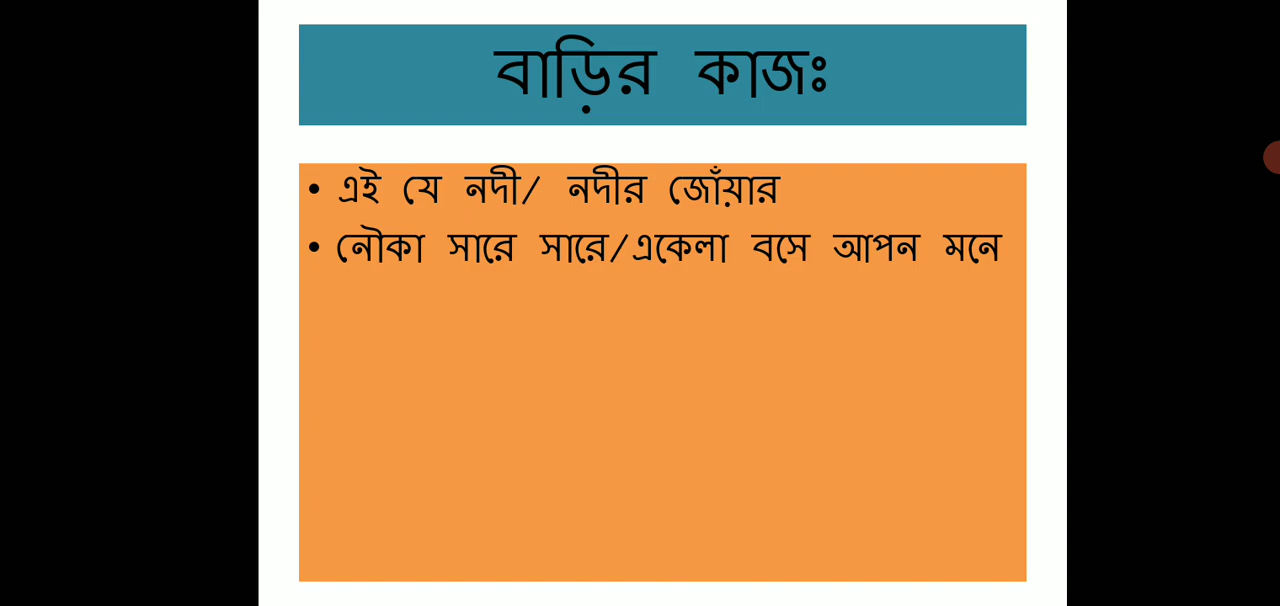 বাড়ির কাজঃ
• এই যে নদী/ নদীর জোঁয়ার
• নৌকা সারে সারে/একেলা বসে আপন মনে